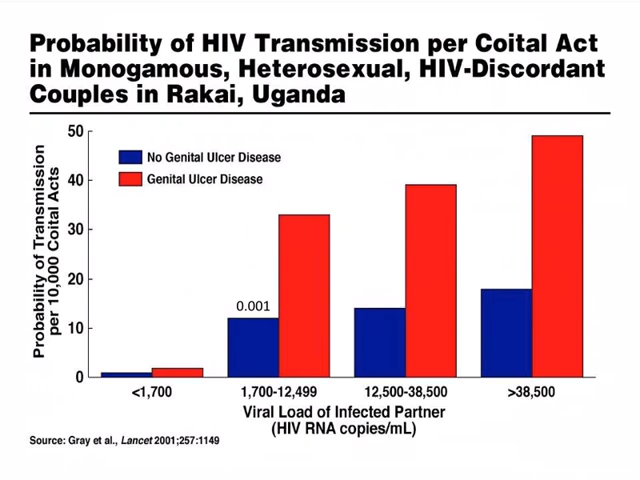 Probability of HIV Transmission per Coital Act
in Monogamous, Heterosexual, HIV-Discordant
Couples in Rakai, Uganda
No Genital Ulcer Disease
Genital Ulcer Disease
Probability of Transmission
per 10,000 Coital Acts
50
40
30
20
10
0
0.001
<1,700
1,700-12,499
12,500-38,500
>38,500
Viral Load of Infected Partner
(HIV RNA copies/mL)
Source: Gray et al., Lancet 2001;257:1149